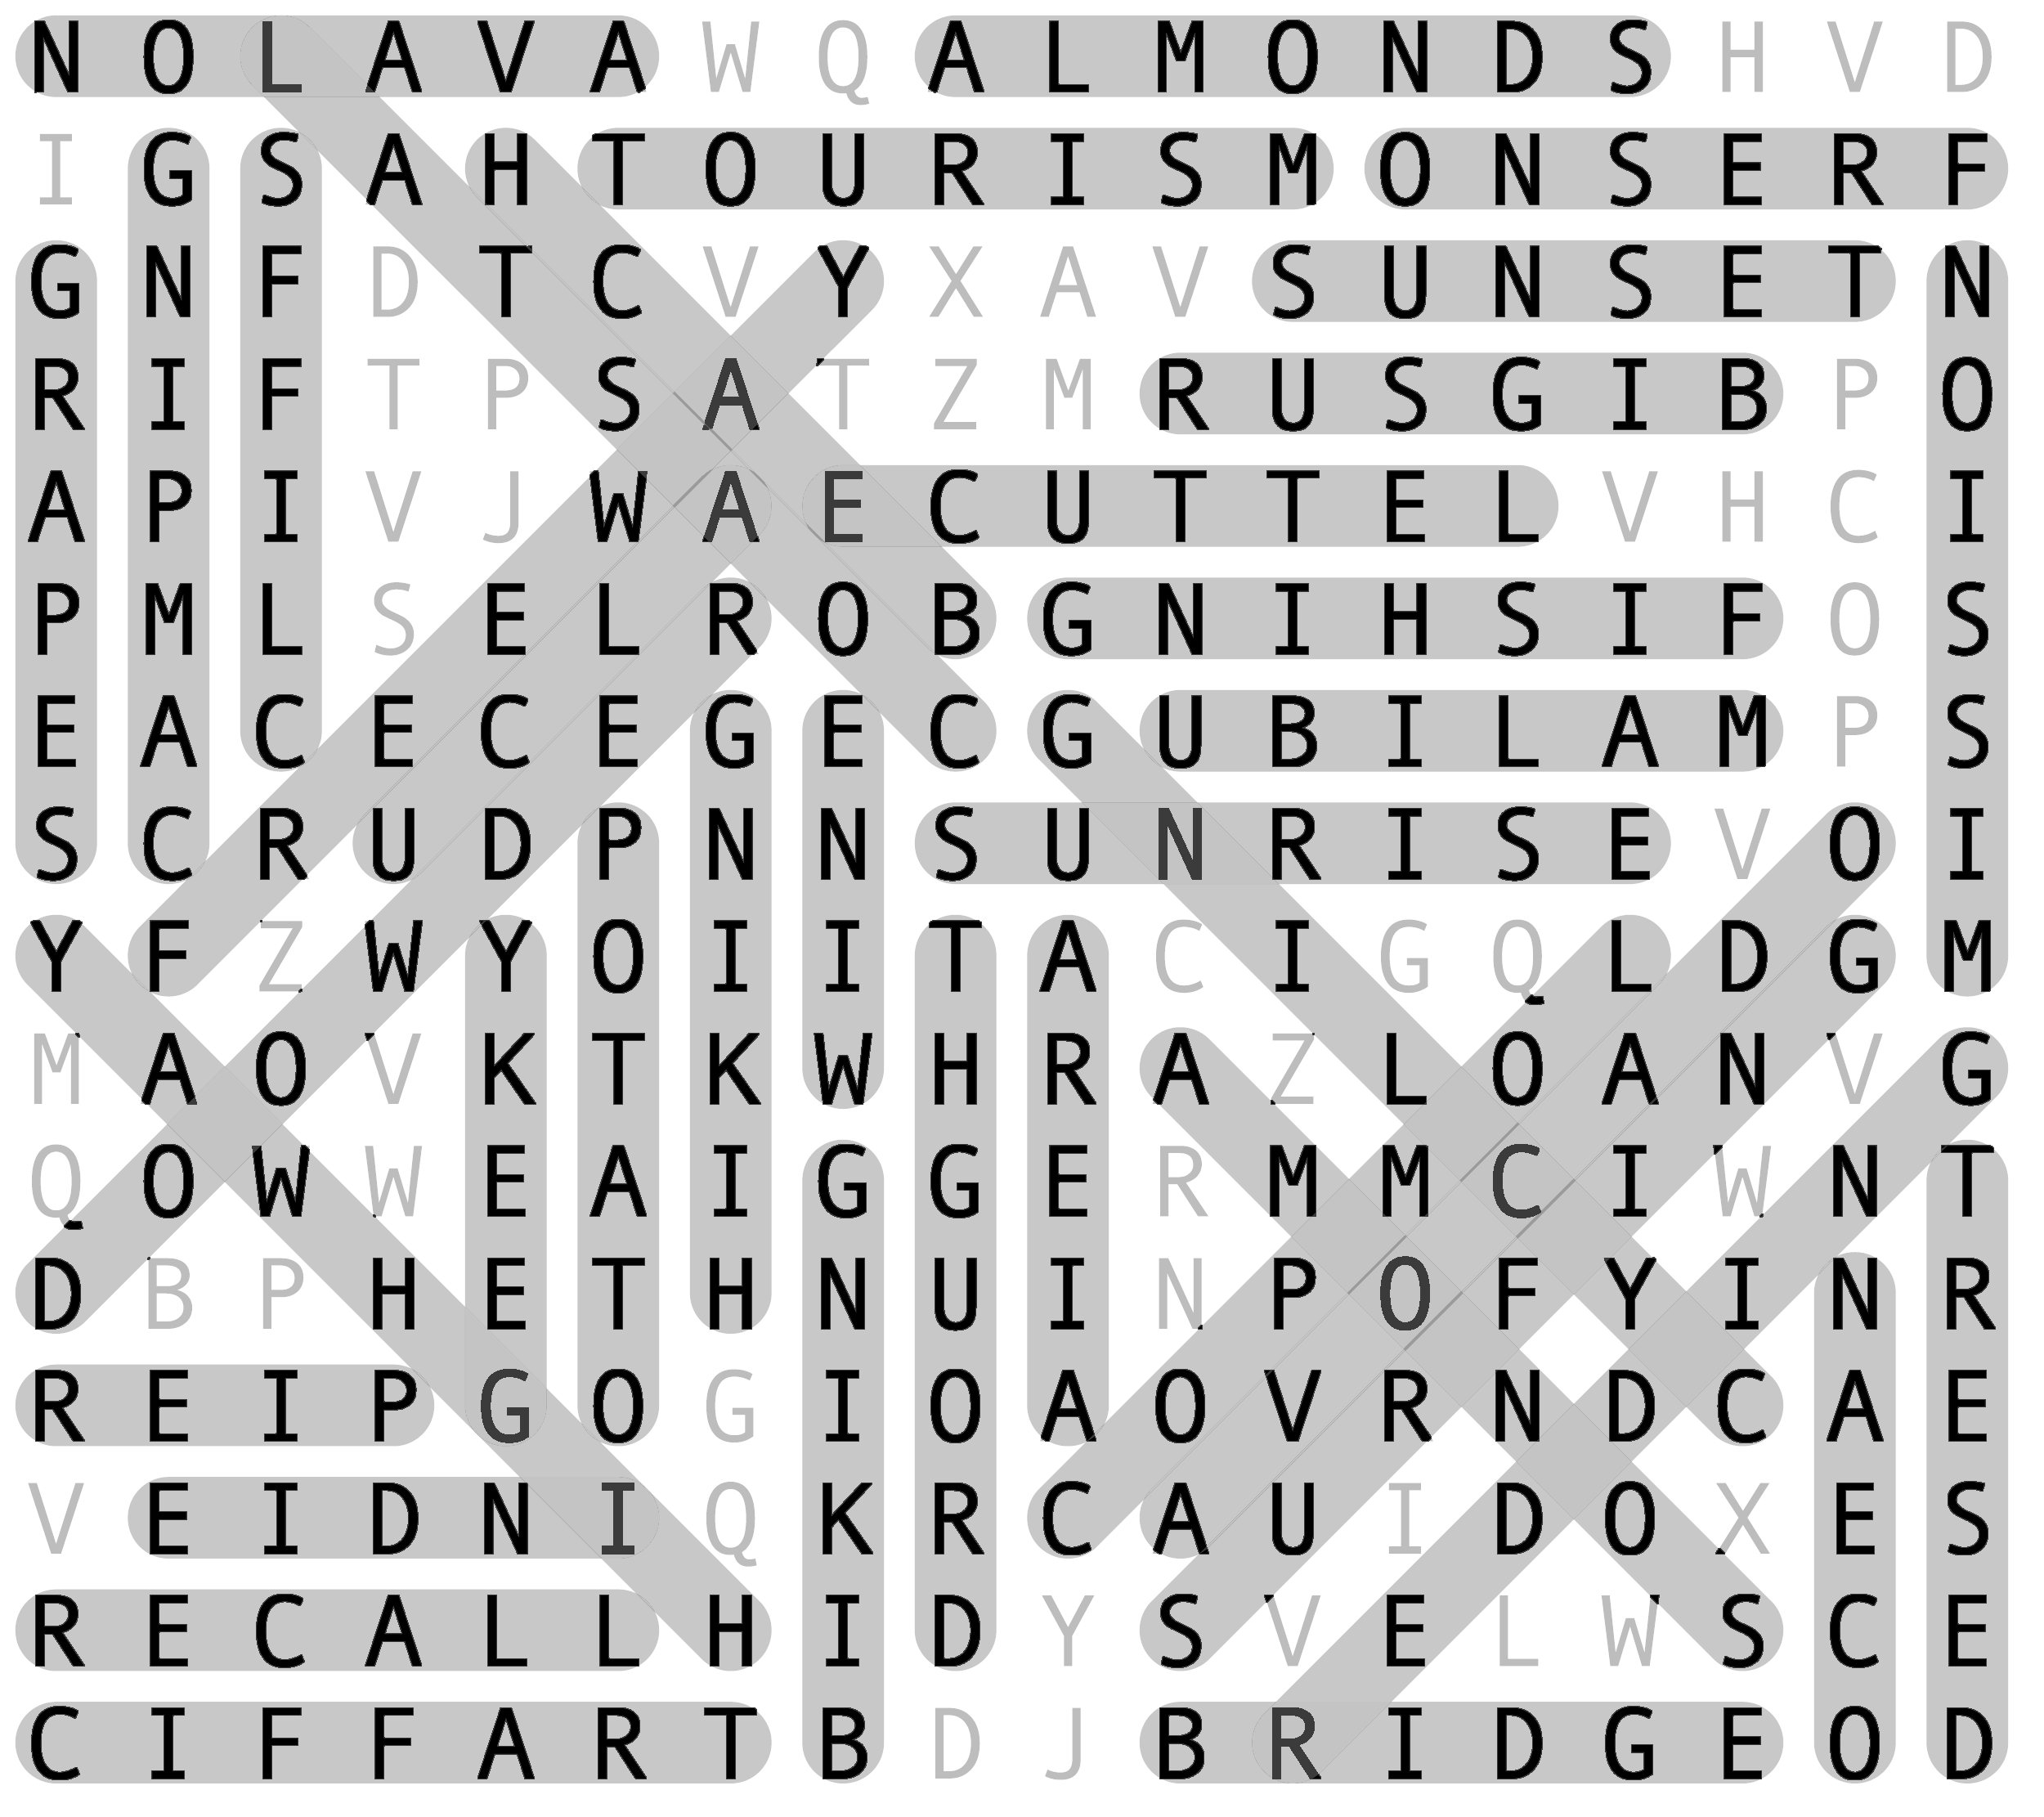 N O L A V A W Q A L M O N D S H V D
I G S A H T O U R I S M O N S E R F
G N F D T C V Y X A V S U N S E T N
R I F T P S A T Z M R U S G I B P O
A P I V J W A E C U T T E L V H C I
P M L S E L R O B G N I H S I F O S
E A C E C E G E C G U B I L A M P S
S C R U D P N N S U N R I S E V O I
Y F Z W Y O I I T A C I G Q L D G M
M A O V K T K W H R A Z L O A N V G
Q O W W E A I G G E R M M C I W N T
D B P H E T H N U I N P O F Y I N R
R E I P G O G I O A O V R N D C A E
V E I D N I Q K R C A U I D O X E S
R E C A L L H I D Y S V E L W S C E
C I F F A R T B D J B R I D G E O D